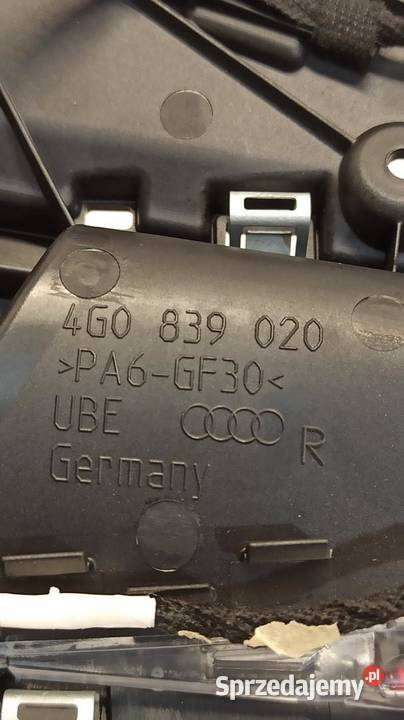 4G0 839 020
>PA6-GF30<
UBE R
Germany
Sprzedajemy.pl